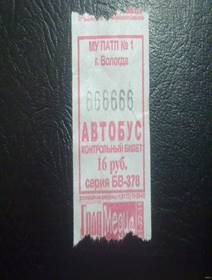 МУ ПАТП № 1
г. Вологда
666666
АВТОБУС
КОНТРОЛЬНЫЙ БИЛЕТ
16 руб.
серия БВ-378